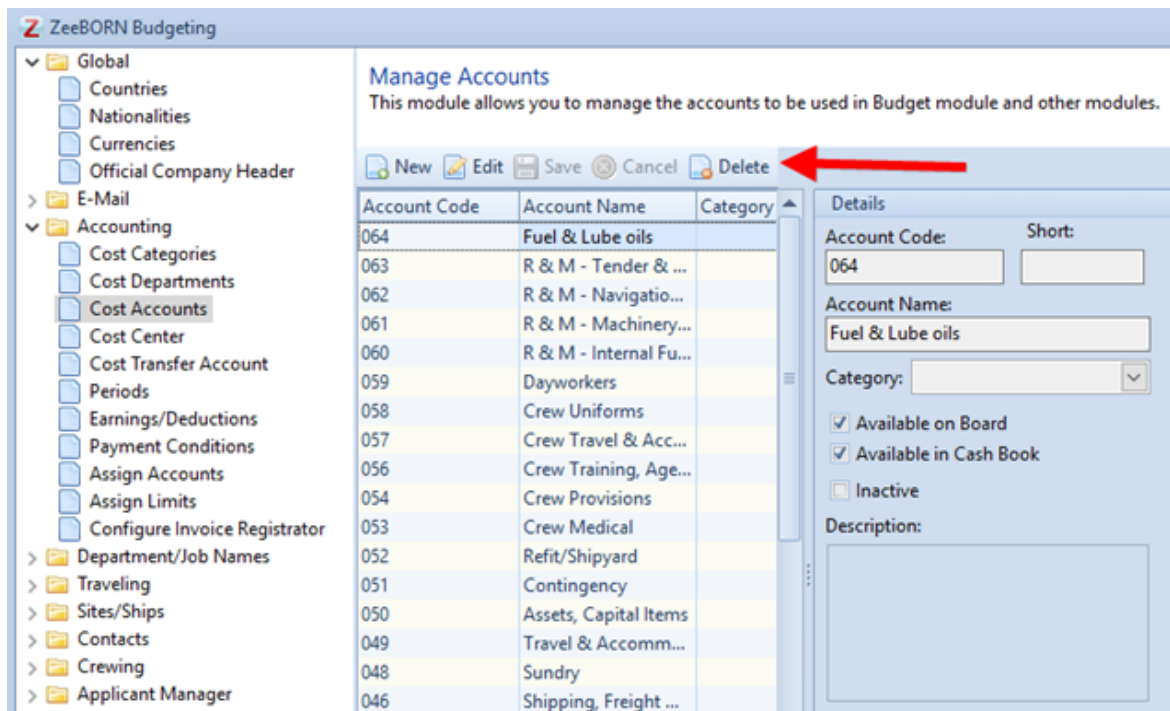 ZeeBORN Budgeting
Global
Countries
Nationalities
Currencies
Official Company Header
E-Mail
Accounting
Cost Categories
Cost Departments
Cost Accounts
Cost Center
Cost Transfer Account
Periods
Earnings/Deductions
Payment Conditions
Assign Accounts
Assign Limits
Configure Invoice Registrator
Department/Job Names
Traveling
Sites/Ships
Contacts
Crewing
Applicant Manager
Manage Accounts
This module allows you to manage the accounts to be used in Budget module and other modules.
New Edit Save Cancel Delete
Account Code Account Name Category
064 Fuel & Lube oils
063 R & M - Tender & ...
062 R & M - Navigatio...
061 R & M - Machinery...
060 R & M - Internal Fu...
059 Dayworkers
058 Crew Uniforms
057 Crew Travel & Acc...
056 Crew Training, Age...
054 Crew Provisions
053 Crew Medical
052 Refit/Shipyard
051 Contingency
050 Assets, Capital Items
049 Travel & Accomm...
048 Sundry
046 Shipping, Freight ...
Details
Account Code: Short:
064
Account Name:
Fuel & Lube oils
Category:
Available on Board
Available in Cash Book
Inactive
Description: